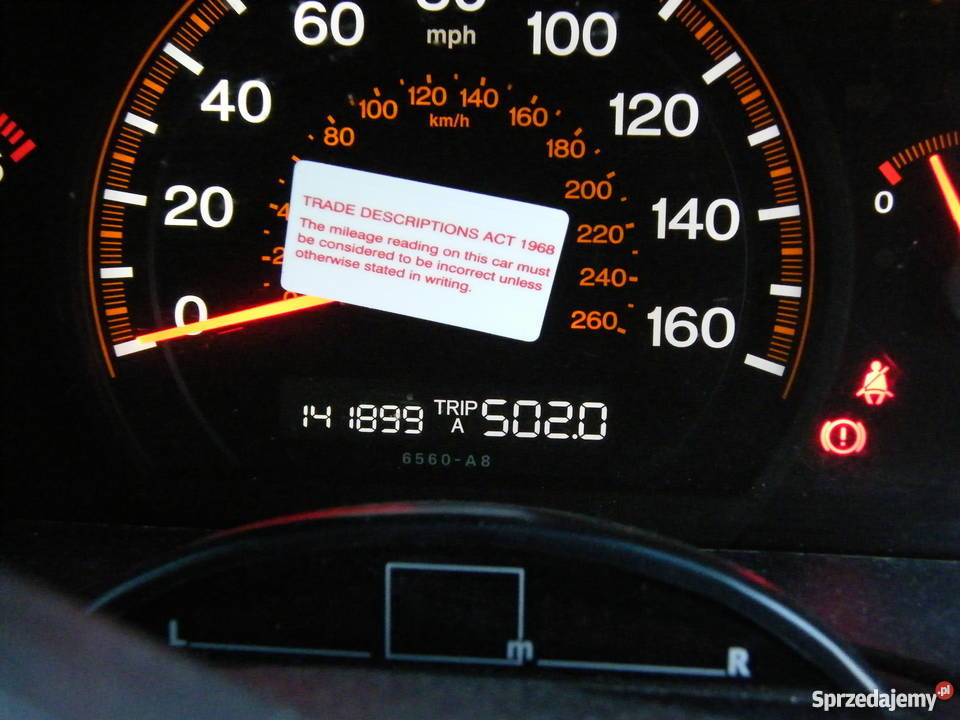 80
60
mph
100
40
120
140
100
160
120
km/h
80
180
20
200
140
0
TRADE DESCRIPTIONS ACT 1968
The mileage reading on this car must
be considered to be incorrect unless
otherwise stated in writing.
220
240
0
260
160
141899 TRIP A 502.0
6560-A8
L
m
R
Sprzedajemy.pl